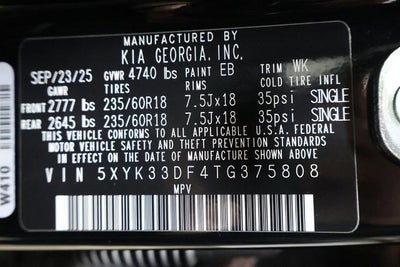 MANUFACTURED BY
KIA GEORGIA, INC.
SEP/23/25 GVWR 4740 lbs PAINT EB TRIM WK
GAWR TIRES RIMS COLD TIRE INFL
FRONT 2777 lbs 235/60R18 7.5Jx18 35psi SINGLE
REAR 2645 lbs 235/60R18 7.5Jx18 35psi SINGLE
THIS VEHICLE CONFORMS TO ALL APPLICABLE U.S.A. FEDERAL
MOTOR VEHICLE SAFETY AND THEFT PREVENTION STANDARDS
IN EFFECT ON THE DATE OF MANUFACTURE SHOWN ABOVE.
VIN 5XYK33DF4TG375808
MPV
W410